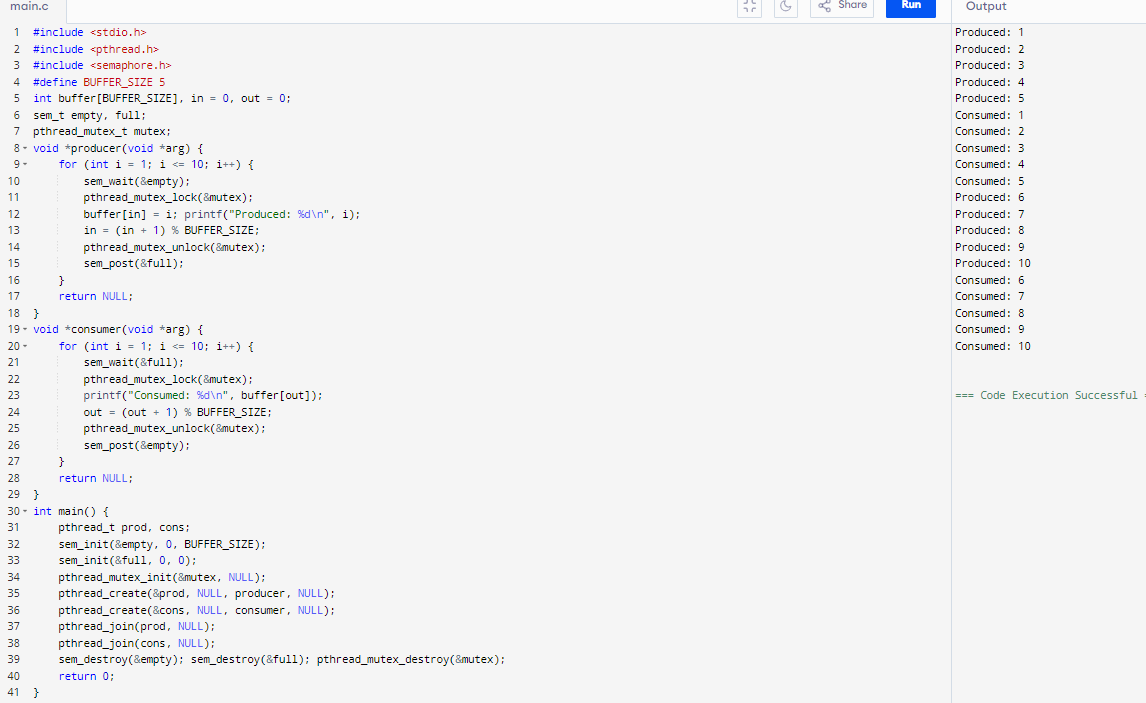 main.c
Share
Run
Output
1 #include <stdio.h>
2 #include <pthread.h>
3 #include <semaphore.h>
4 #define BUFFER_SIZE 5
5 int buffer[BUFFER_SIZE], in = 0, out = 0;
6 sem_t empty, full;
7 pthread_mutex_t mutex;
8 void *producer(void *arg) {
9     for (int i = 1; i <= 10; i++) {
10         sem_wait(&empty);
11         pthread_mutex_lock(&mutex);
12         buffer[in] = i; printf("Produced: %d\n", i);
13         in = (in + 1) % BUFFER_SIZE;
14         pthread_mutex_unlock(&mutex);
15         sem_post(&full);
16     }
17     return NULL;
18 }
19 void *consumer(void *arg) {
20     for (int i = 1; i <= 10; i++) {
21         sem_wait(&full);
22         pthread_mutex_lock(&mutex);
23         printf("Consumed: %d\n", buffer[out]);
24         out = (out + 1) % BUFFER_SIZE;
25         pthread_mutex_unlock(&mutex);
26         sem_post(&empty);
27     }
28     return NULL;
29 }
30 int main() {
31     pthread_t prod, cons;
32     sem_init(&empty, 0, BUFFER_SIZE);
33     sem_init(&full, 0, 0);
34     pthread_mutex_init(&mutex, NULL);
35     pthread_create(&prod, NULL, producer, NULL);
36     pthread_create(&cons, NULL, consumer, NULL);
37     pthread_join(prod, NULL);
38     pthread_join(cons, NULL);
39     sem_destroy(&empty); sem_destroy(&full); pthread_mutex_destroy(&mutex);
40     return 0;
41 }
Produced: 1
Produced: 2
Produced: 3
Produced: 4
Produced: 5
Consumed: 1
Consumed: 2
Consumed: 3
Consumed: 4
Consumed: 5
Produced: 6
Produced: 7
Produced: 8
Produced: 9
Produced: 10
Consumed: 6
Consumed: 7
Consumed: 8
Consumed: 9
Consumed: 10
=== Code Execution Successful =